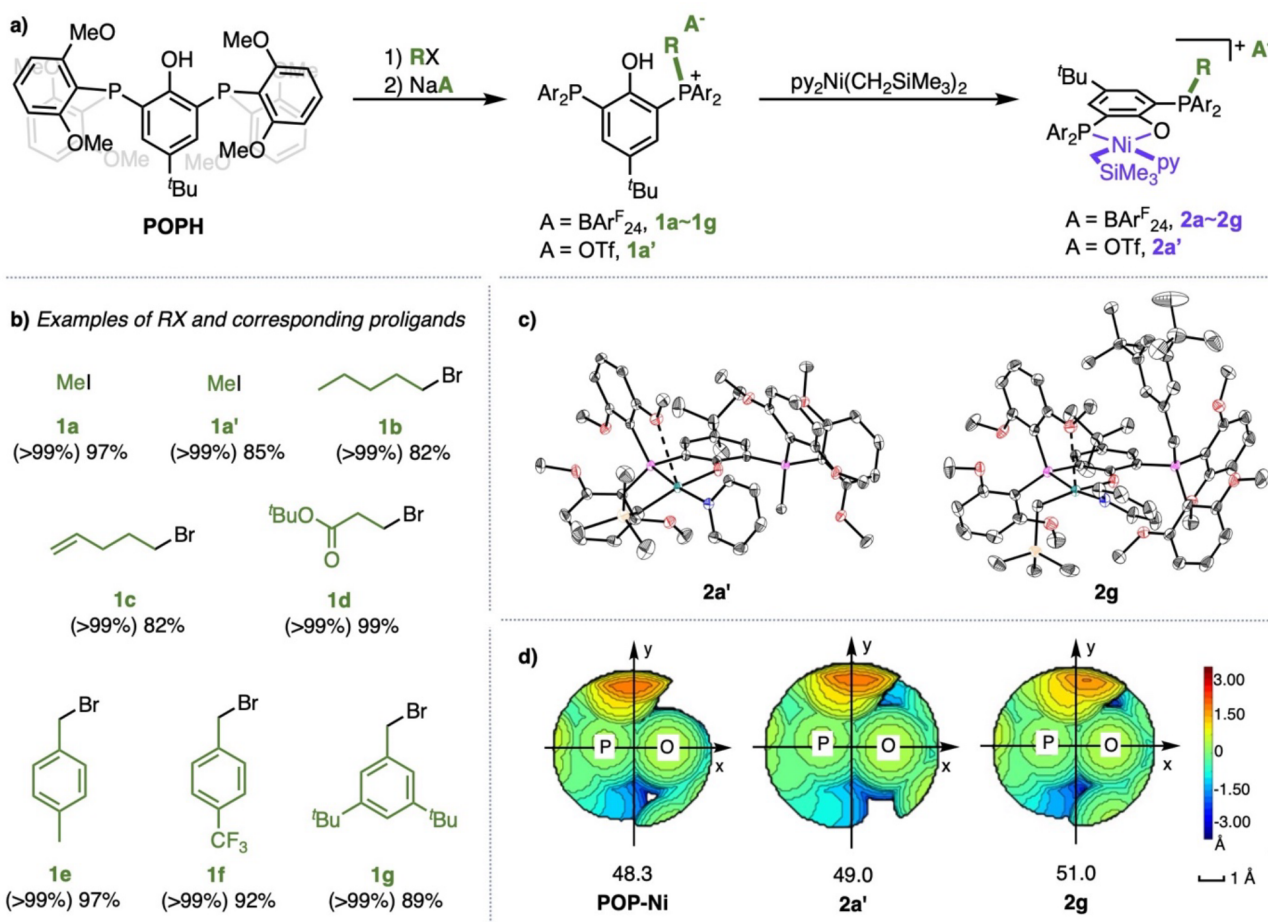 a)
MeO
OH
MeO
MeO
OMe
P
P
OMe
OMe
MeO
MeO
ᵗBu
POPH
1) RX
2) NaA
A⁻
R
OH
+
Ar₂P
PAr₂
ᵗBu
A = BArᶠ₂₄, 1a~1g
A = OTf, 1a'
py₂Ni(CH₂SiMe₃)₂
+ A⁻
ᵗBu
R
PAr₂
Ar₂P
O
Ni
py
SiMe₃
A = BArᶠ₂₄, 2a~2g
A = OTf, 2a'
b) Examples of RX and corresponding proligands
MeI
MeI
Br
1a
1a'
1b
(>99%) 97%
(>99%) 85%
(>99%) 82%
Br
ᵗBuO
O
Br
1c
1d
(>99%) 82%
(>99%) 99%
Br
Br
Br
CF₃
ᵗBu
ᵗBu
1e
1f
1g
(>99%) 97%
(>99%) 92%
(>99%) 89%
c)
2a'
2g
d)
y
P
O
x
48.3
POP-Ni
y
P
O
x
49.0
2a'
y
P
O
x
51.0
2g
3.00
1.50
0
-1.50
-3.00
Å
1 Å